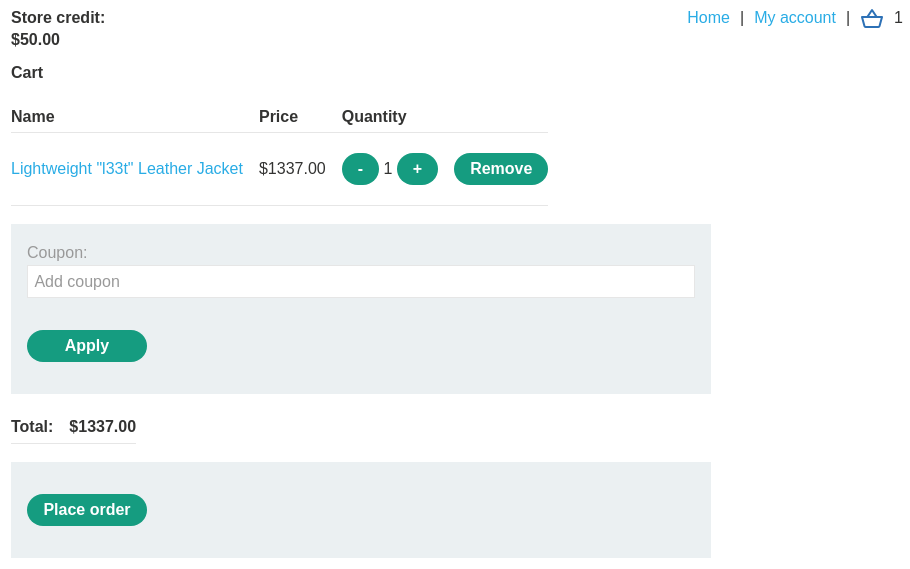 Store credit:
$50.00
Home | My account | 1
Cart
Name Price Quantity
Lightweight "l33t" Leather Jacket $1337.00 - 1 + Remove
Coupon:
Add coupon
Apply
Total: $1337.00
Place order